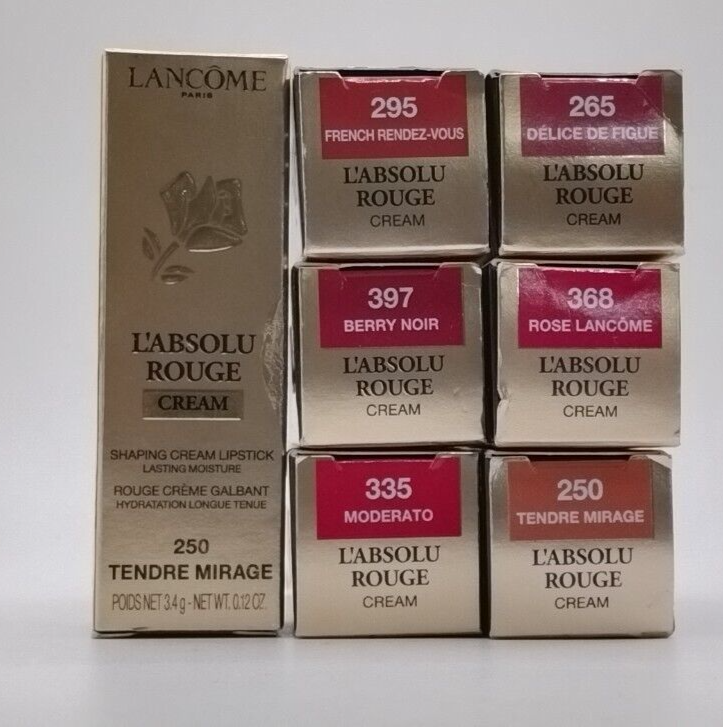 LANCÔME
PARIS
L'ABSOLU
ROUGE
CREAM
SHAPING CREAM LIPSTICK
LASTING MOISTURE
ROUGE CRÈME GALBANT
HYDRATATION LONGUE TENUE
250
TENDRE MIRAGE
POIDS NET 3.4 g - NET WT. 0.12 OZ.
295
FRENCH RENDEZ-VOUS
L'ABSOLU
ROUGE
CREAM
265
DÉLICE DE FIGUE
L'ABSOLU
ROUGE
CREAM
397
BERRY NOIR
L'ABSOLU
ROUGE
CREAM
368
ROSE LANCÔME
L'ABSOLU
ROUGE
CREAM
335
MODERATO
L'ABSOLU
ROUGE
CREAM
250
TENDRE MIRAGE
L'ABSOLU
ROUGE
CREAM